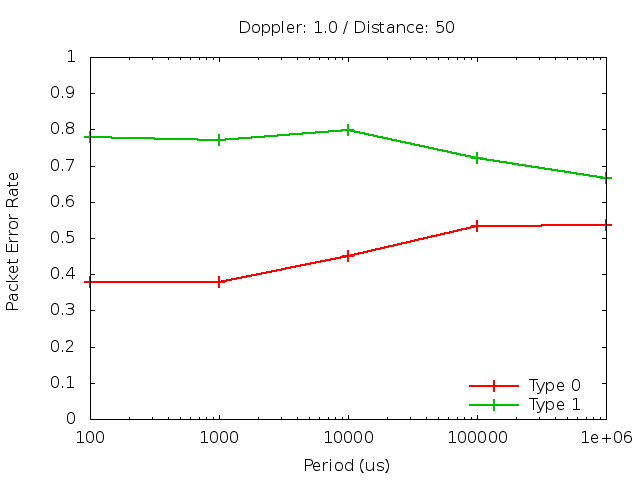 Doppler: 1.0 / Distance: 50
1
0.9
0.8
0.7
0.6
0.5
0.4
0.3
0.2
0.1
0
Packet Error Rate
Type 0
Type 1
100 1000 10000 100000 1e+06
Period (us)